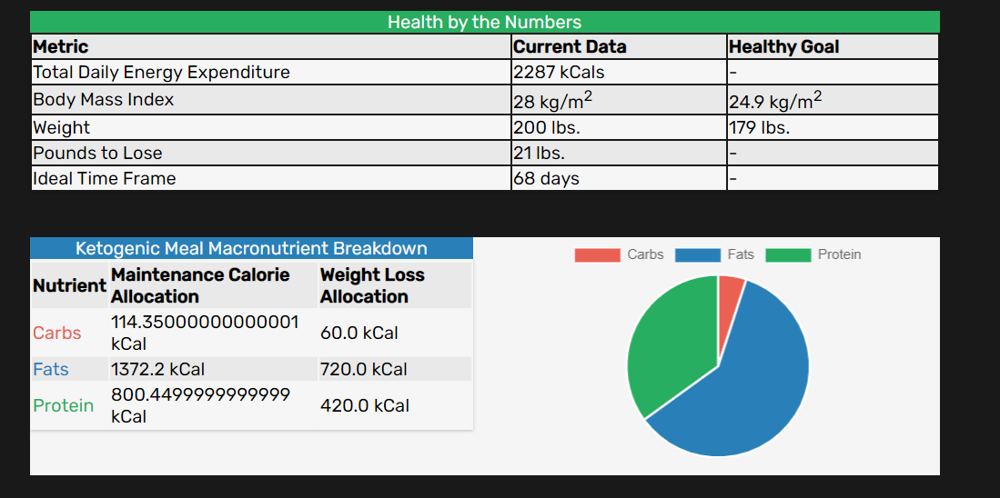 Health by the Numbers
Metric Current Data Healthy Goal
Total Daily Energy Expenditure 2287 kCals -
Body Mass Index 28 kg/m² 24.9 kg/m²
Weight 200 lbs. 179 lbs.
Pounds to Lose 21 lbs. -
Ideal Time Frame 68 days -
Ketogenic Meal Macronutrient Breakdown
Nutrient Maintenance Calorie Allocation Weight Loss Allocation
Carbs 114.35000000000001 kCal 60.0 kCal
Fats 1372.2 kCal 720.0 kCal
Protein 800.4499999999999 kCal 420.0 kCal
Carbs Fats Protein